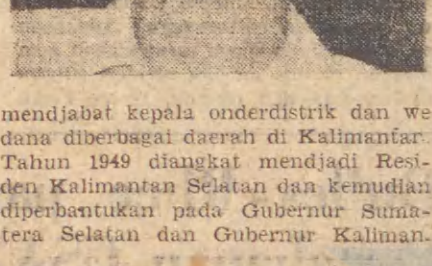 mendjabat kepala onderdistrik dan we
dana diberbagai daerah di Kalimantan.
Tahun 1949 diangkat mendjadi Resi-
den Kalimantan Selatan dan kemudian
diperbantukan pada Gubernur Suma-
tera Selatan dan Gubernur Kaliman-